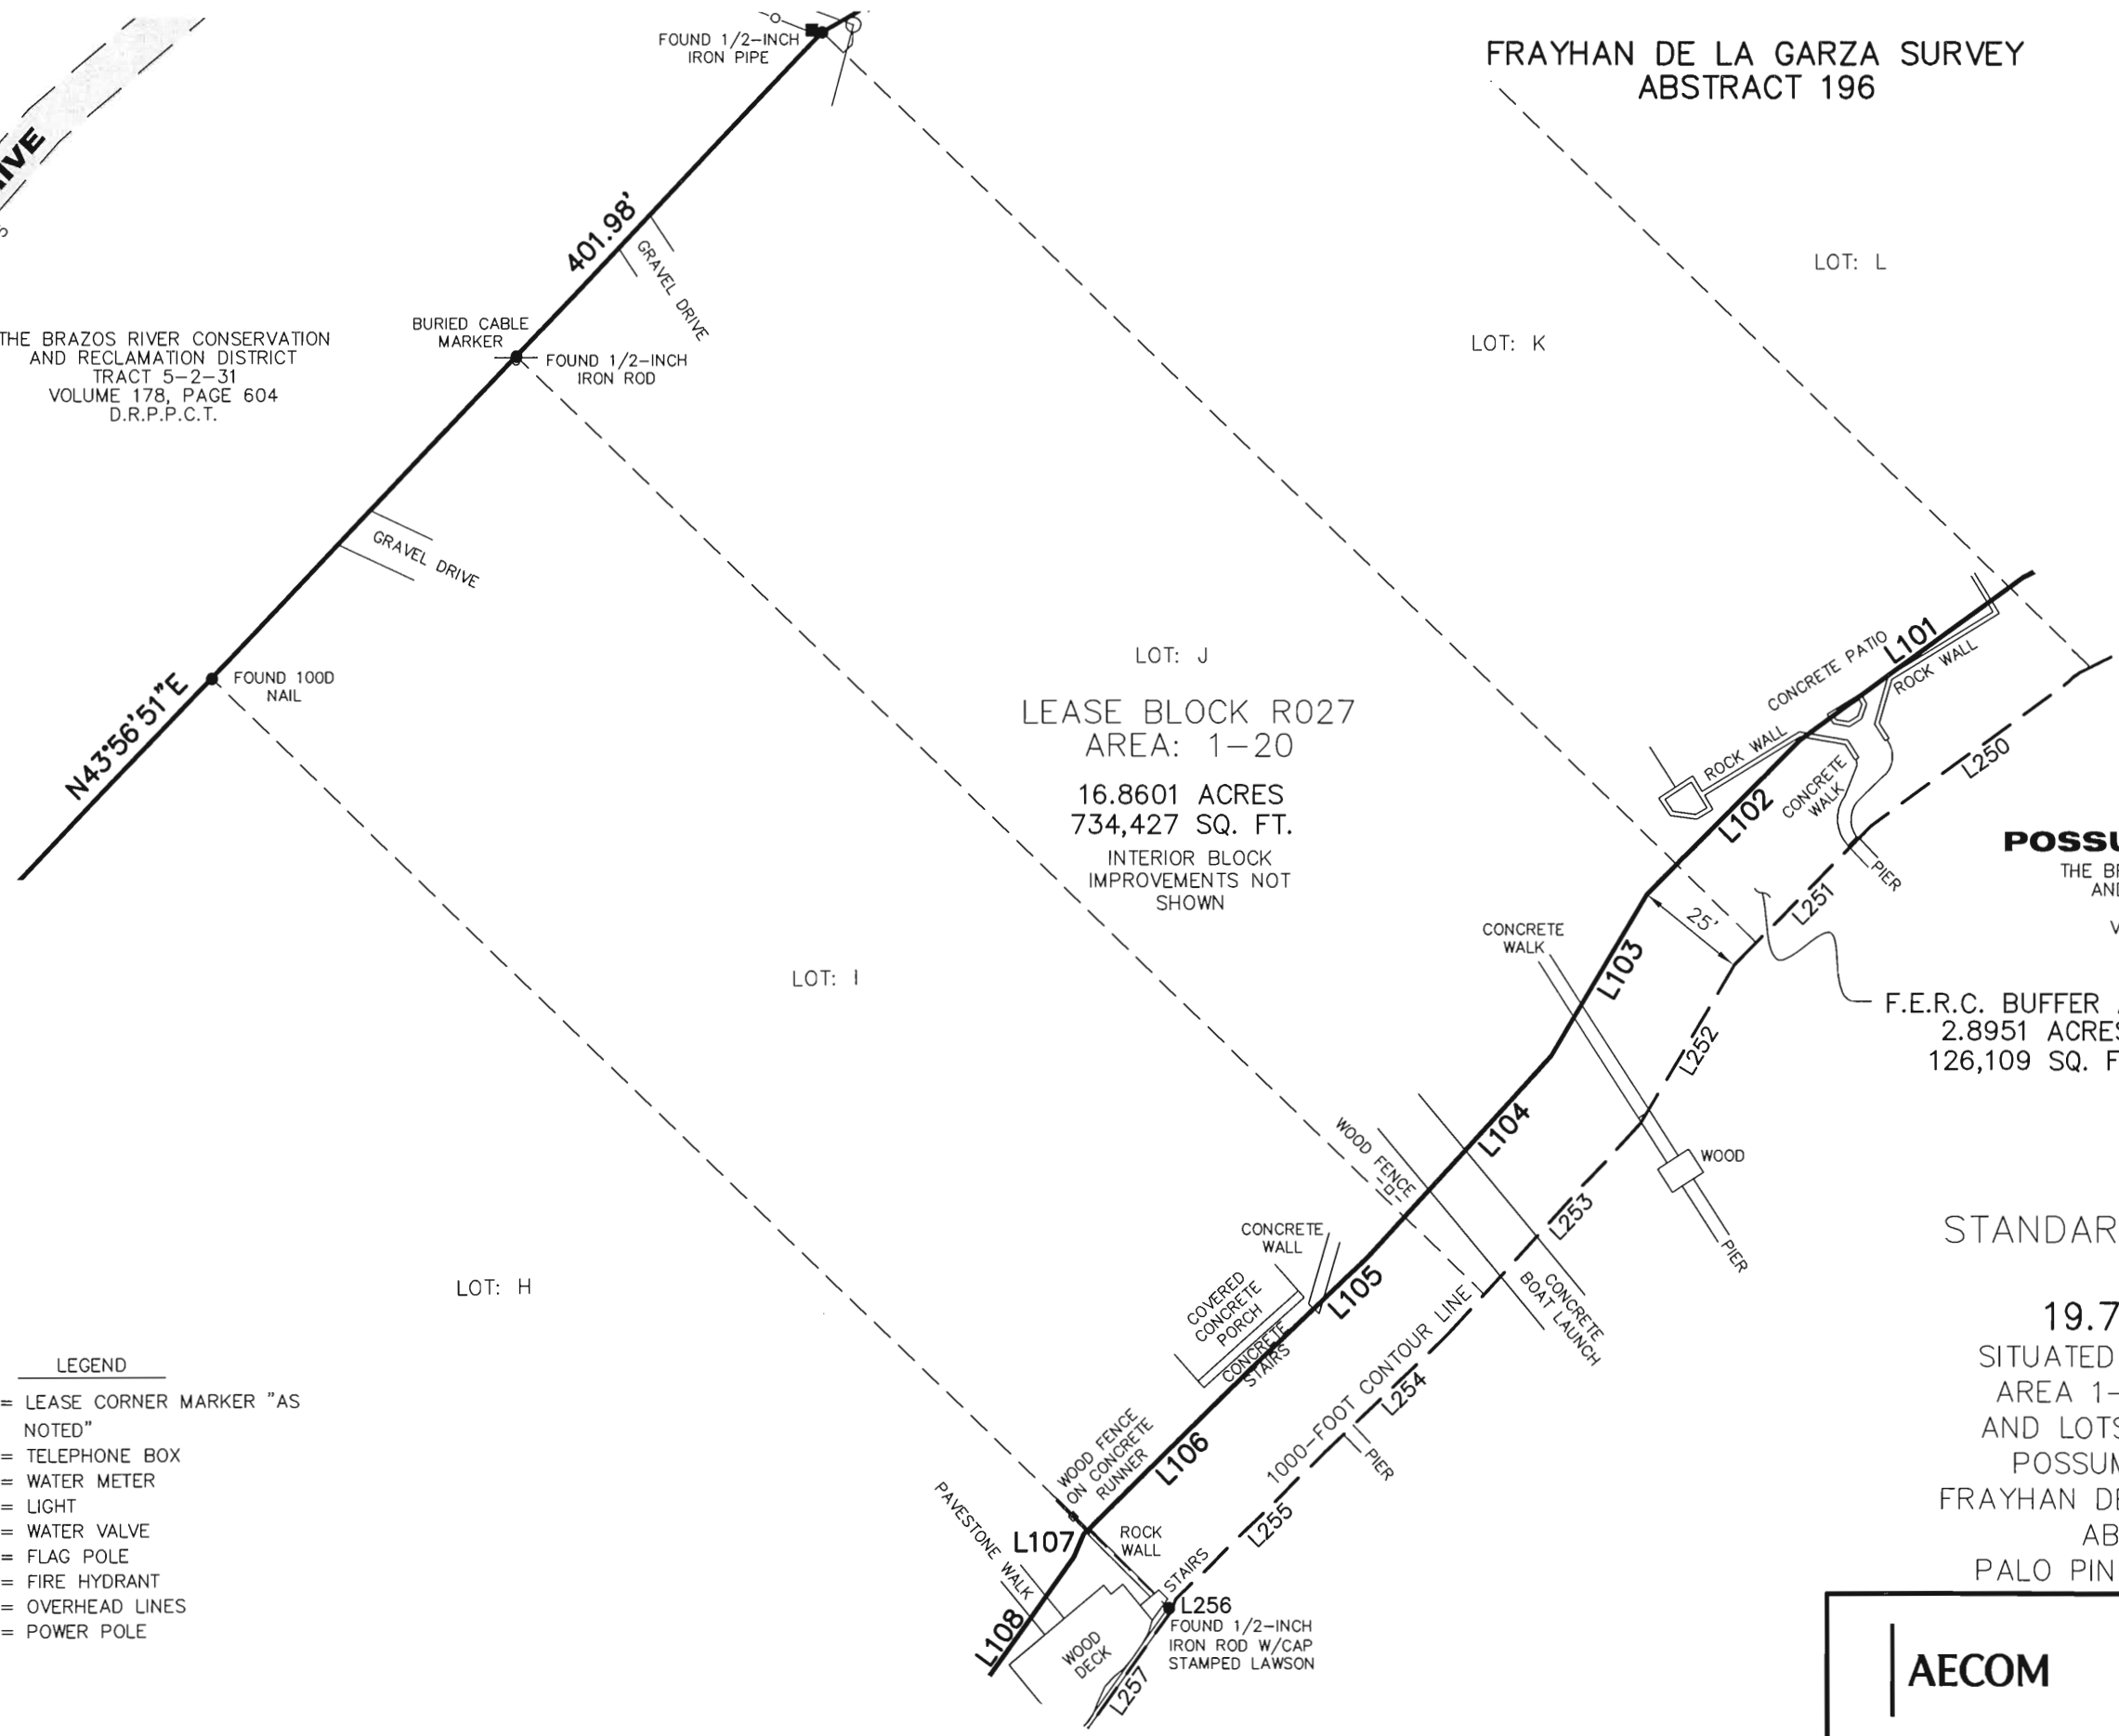 FRAYHAN DE LA GARZA SURVEY
ABSTRACT 196
FOUND 1/2-INCH
IRON PIPE
401.98'
GRAVEL DRIVE
LOT: L
LOT: K
THE BRAZOS RIVER CONSERVATION
AND RECLAMATION DISTRICT
TRACT 5-2-31
VOLUME 178, PAGE 604
D.R.P.P.C.T.
BURIED CABLE
MARKER
FOUND 1/2-INCH
IRON ROD
GRAVEL DRIVE
FOUND 100D
NAIL
N43°56'51"E
LOT: J
LEASE BLOCK R027
AREA: 1-20
16.8601 ACRES
734,427 SQ. FT.
INTERIOR BLOCK
IMPROVEMENTS NOT
SHOWN
CONCRETE PATIO
L101
ROCK WALL
ROCK WALL
L102
CONCRETE
WALK
L250
PIER
L251
25'
CONCRETE
WALK
L103
L252
F.E.R.C. BUFFER
2.8951 ACRES
126,109 SQ. F
LOT: I
L104
WOOD FENCE
WOOD
PIER
L253
CONCRETE
BOAT LAUNCH
CONCRETE
WALL
L105
COVERED
CONCRETE
PORCH
CONCRETE
STAIRS
1000-FOOT CONTOUR LINE
L254
PIER
L106
WOOD FENCE
ON CONCRETE
RUNNER
L255
LOT: H
PAVESTONE WALK
L107
ROCK
WALL
STAIRS
L256
FOUND 1/2-INCH
IRON ROD W/CAP
STAMPED LAWSON
L108
WOOD
DECK
L257
LEGEND
= LEASE CORNER MARKER "AS
NOTED"
= TELEPHONE BOX
= WATER METER
= LIGHT
= WATER VALVE
= FLAG POLE
= FIRE HYDRANT
= OVERHEAD LINES
= POWER POLE
POSSU
THE BR
AND
STANDAR
19.7
SITUATED
AREA 1-
AND LOTS
POSSUM
FRAYHAN DE
AB
PALO PIN
AECOM